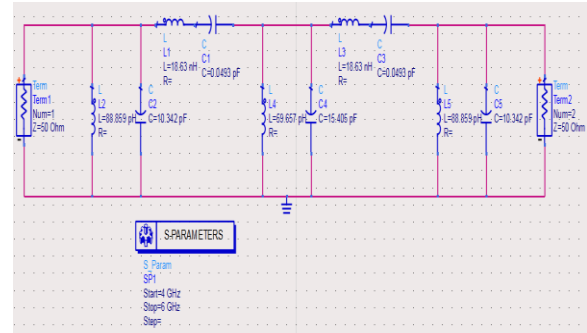 L
L1
L=18.63 nH
R=
C
C1
C=0.0493 pF
L
L3
L=18.63 nH
R=
C
C3
C=0.0493 pF
Term
Term1
Num=1
Z=50 Ohm
L
L2
L=88.859 pH
R=
C
C2
C=10.342 pF
L
L4
L=59.657 pH
R=
C
C4
C=15.406 pF
L
L5
L=88.859 pH
R=
C
C5
C=10.342 pF
Term
Term2
Num=2
Z=50 Ohm
S-PARAMETERS
S_Param
SP1
Start=4 GHz
Stop=6 GHz
Step=